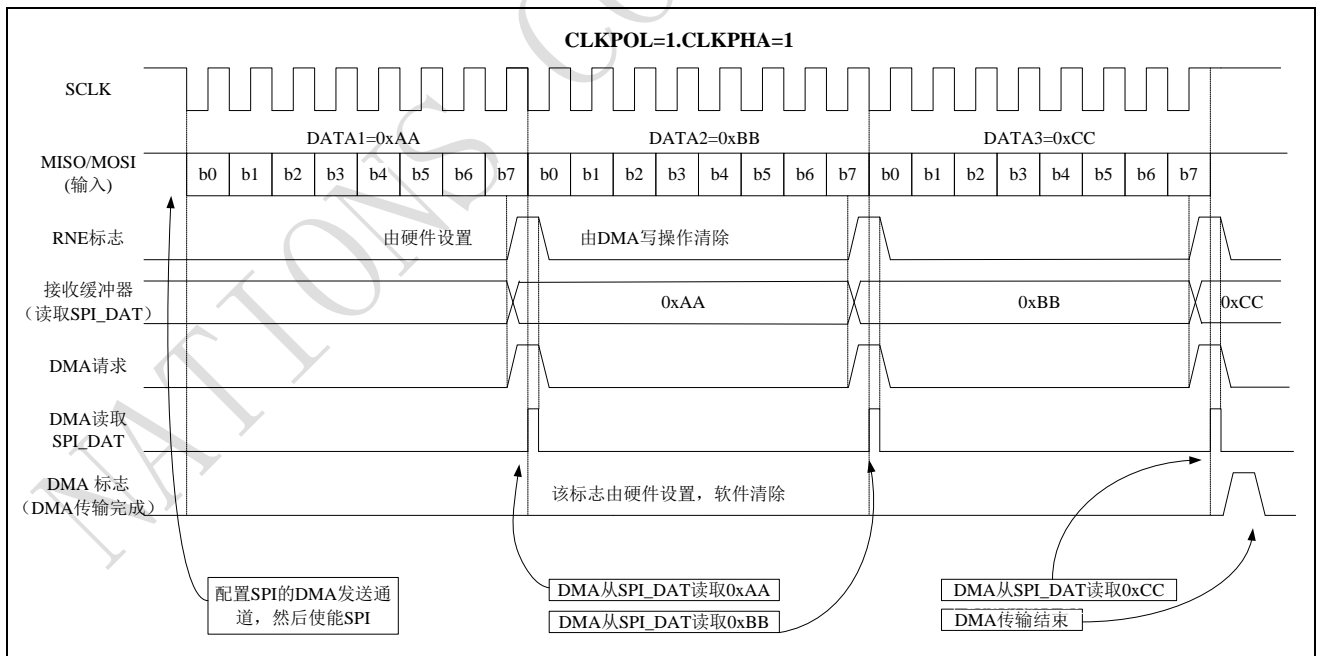 CLKPOL=1.CLKPHA=1
SCLK
DATA1=0xAA DATA2=0xBB DATA3=0xCC
MISO/MOSI
(输入)
b0 b1 b2 b3 b4 b5 b6 b7 b0 b1 b2 b3 b4 b5 b6 b7 b0 b1 b2 b3 b4 b5 b6 b7
RNE标志 由硬件设置 由DMA写操作清除
接收缓冲器
(读取SPI_DAT)
0xAA 0xBB 0xCC
DMA请求
DMA读取
SPI_DAT
DMA 标志
(DMA传输完成)
该标志由硬件设置，软件清除
配置SPI的DMA发送通
道，然后使能SPI
DMA从SPI_DAT读取0xAA
DMA从SPI_DAT读取0xBB
DMA从SPI_DAT读取0xCC
DMA传输结束
NATIONS